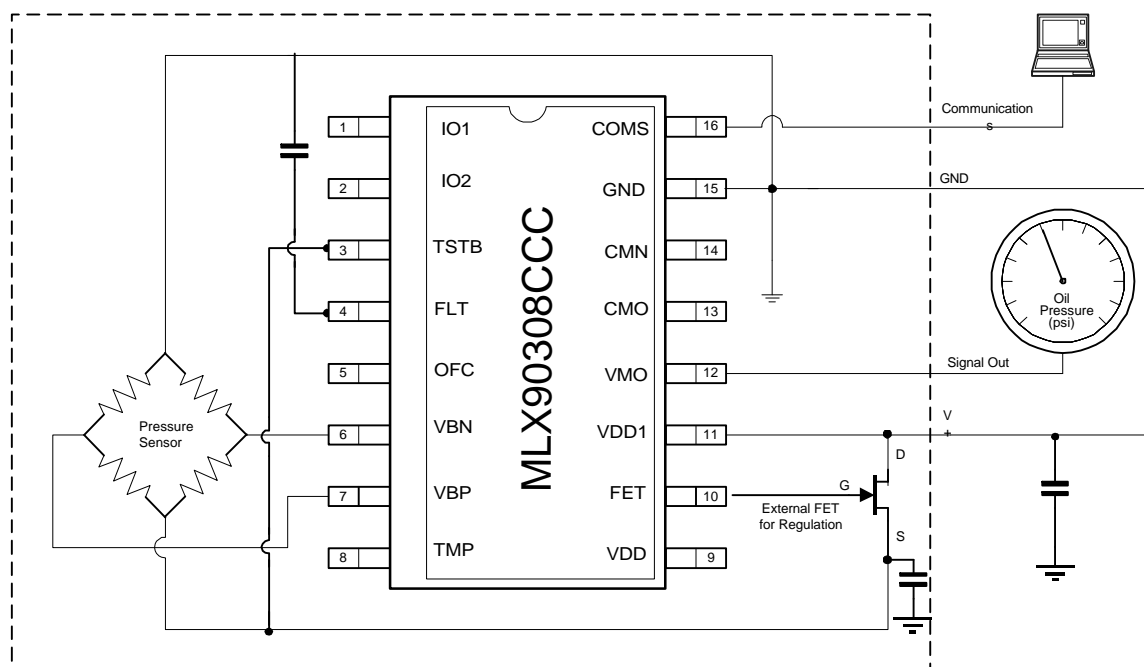 Communication
s
1
IO1
COMS
16
2
IO2
GND
15
GND
3
TSTB
CMN
14
4
FLT
CMO
13
Oil
Pressure
(psi)
5
OFC
VMO
12
Signal Out
Pressure
Sensor
6
VBN
VDD1
11
V
+
D
7
VBP
FET
10
G
External FET
for Regulation
S
8
TMP
VDD
9
MLX90308CCC